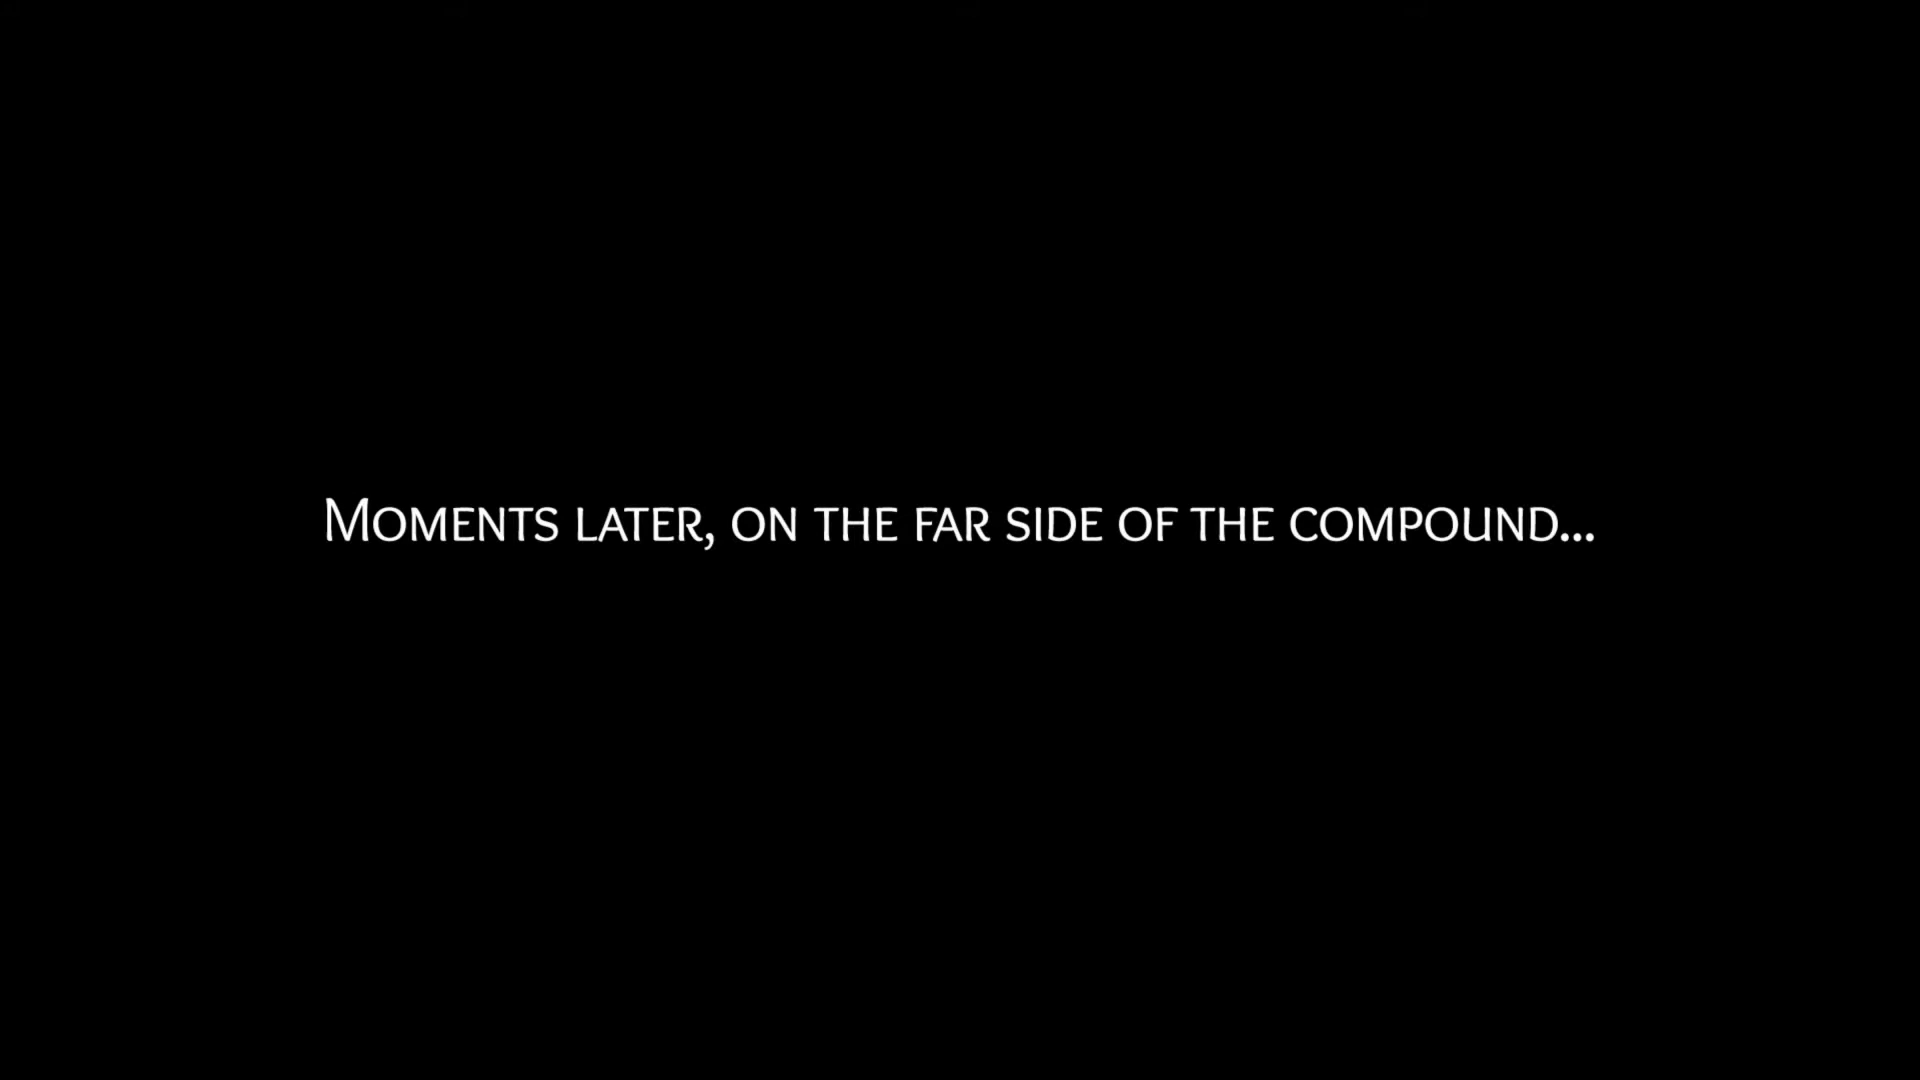 Moments later, on the far side of the compound...